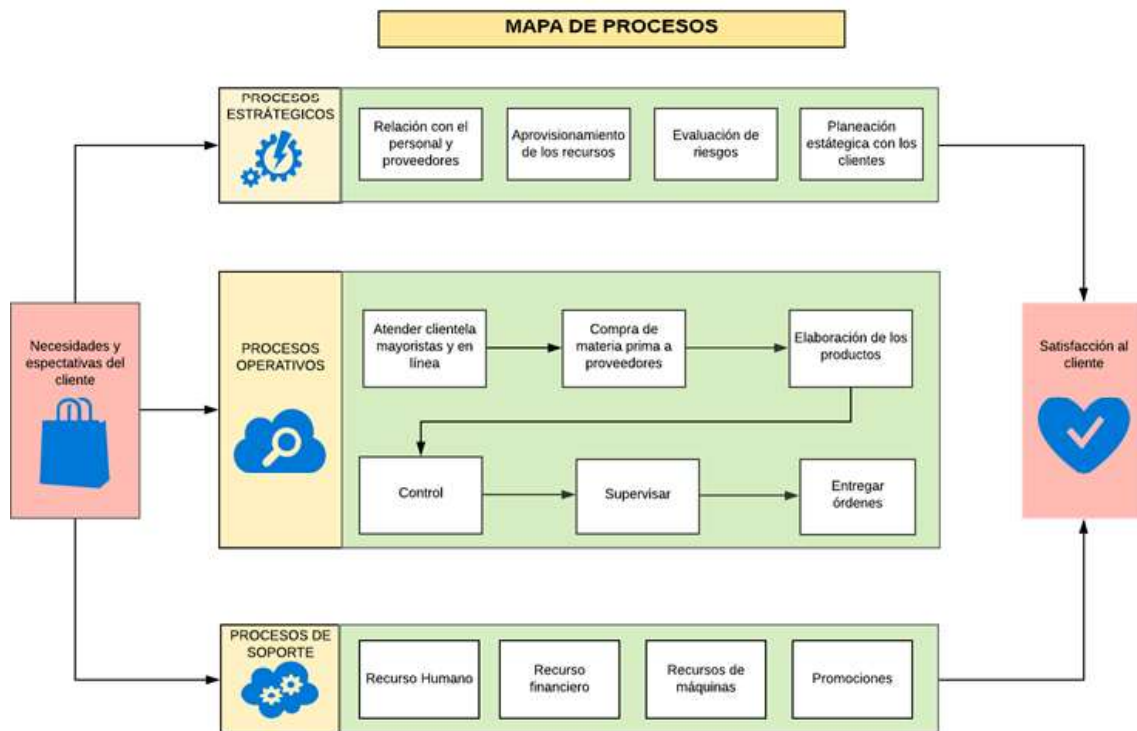 MAPA DE PROCESOS
PROCESOS
ESTRÁTEGICOS
Relación con el
personal y
proveedores
Aprovisionamiento
de los recursos
Evaluación de
riesgos
Planeación
estátegica con los
clientes
Necesidades y
espectativas del
cliente
PROCESOS
OPERATIVOS
Atender clientela
mayoristas y en
línea
Compra de
materia prima a
proveedores
Elaboración de los
productos
Control
Supervisar
Entregar
órdenes
Satisfacción al
cliente
PROCESOS DE
SOPORTE
Recurso Humano
Recurso
financiero
Recursos de
máquinas
Promociones